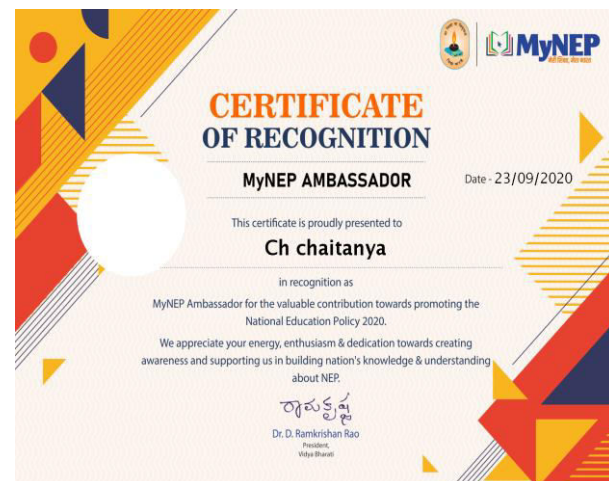 MyNEP
CERTIFICATE
OF RECOGNITION
MyNEP AMBASSADOR
Date - 23/09/2020
This certificate is proudly presented to
Ch chaitanya
in recognition as
MyNEP Ambassador for the valuable contribution towards promoting the
National Education Policy 2020.
We appreciate your energy, enthusiasm & dedication towards creating
awareness and supporting us in building nation's knowledge & understanding
about NEP.
రామకృష్ణ
Dr. D. Ramkrishan Rao
President,
Vidya Bharati